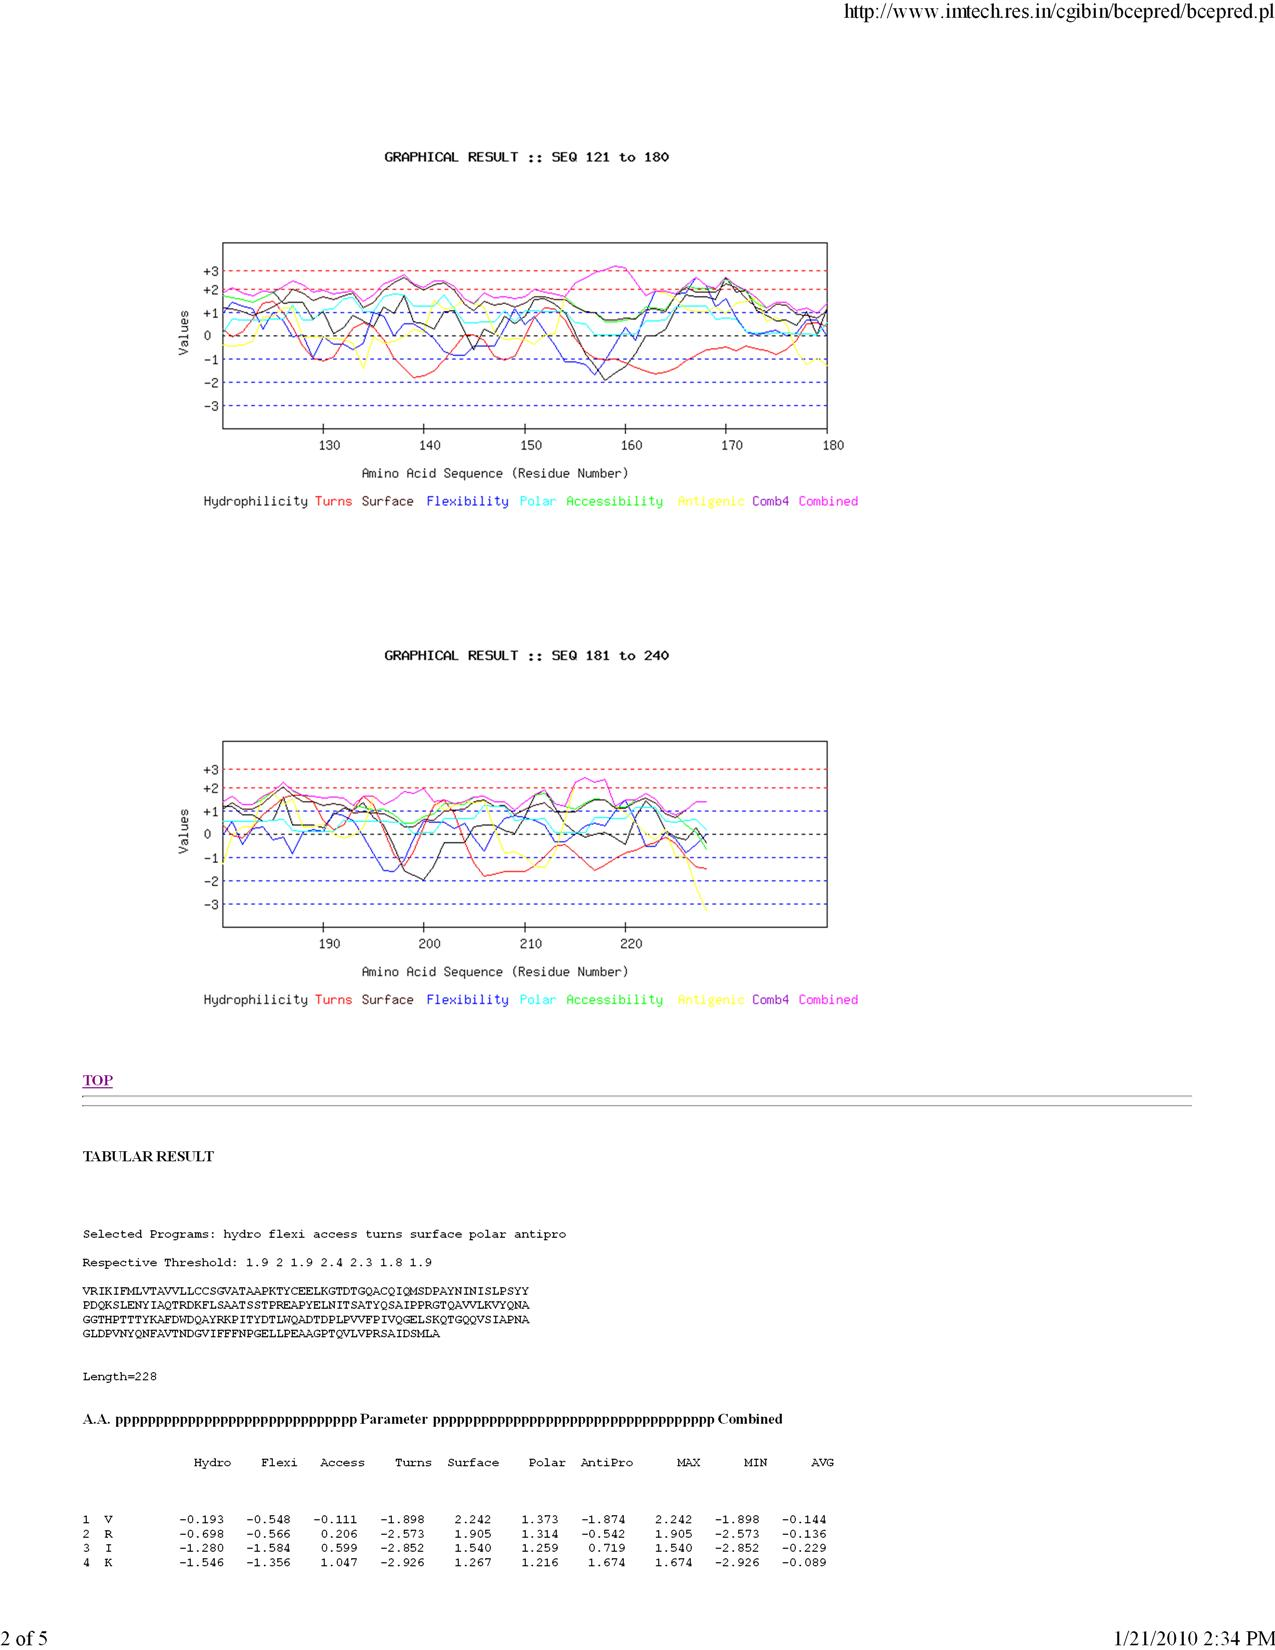 http://www.imtech.res.in/cgibin/bcepred/bcepred.pl
GRAPHICAL RESULT :: SEQ 121 to 180
+3
+2
+1
0
-1
-2
-3
Values
130 140 150 160 170 180
Amino Acid Sequence (Residue Number)
Hydrophilicity Turns Surface Flexibility Polar Accessibility Antigenic Comb4 Combined
GRAPHICAL RESULT :: SEQ 181 to 240
+3
+2
+1
0
-1
-2
-3
Values
190 200 210 220
Amino Acid Sequence (Residue Number)
Hydrophilicity Turns Surface Flexibility Polar Accessibility Antigenic Comb4 Combined
TOP
TABULAR RESULT
Selected Programs: hydro flexi access turns surface polar antipro
Respective Threshold: 1.9 2 1.9 2.4 2.3 1.8 1.9
VRIKIFMLVTAVVLLCCSGVATAAPKTYCEELKGTDTGQACQIQMSDPAYNINISLPSYY
PDQKSLENYIAQTRDKFLSAATSSTPREAPYELNITSATYQSAIPPRGTQAVVLKVYQNA
GGTHPTTTYKAFDWDQAYRKPITYDTLWQADTDPLPVVFPIVQGELSKQTGQQVSIAPNA
GLDPVNYQNFAVTNDGVIFFFNPGELLPEAAGPTQVLVPRSAIDSMLA
Length=228
A.A. pppppppppppppppppppppppppppppp Parameter ppppppppppppppppppppppppppppppppppp Combined
Hydro Flexi Access Turns Surface Polar AntiPro MAX MIN AVG
1 V -0.193 -0.548 -0.111 -1.898 2.242 1.373 -1.874 2.242 -1.898 -0.144
2 R -0.698 -0.566 0.206 -2.573 1.905 1.314 -0.542 1.905 -2.573 -0.136
3 I -1.280 -1.584 0.599 -2.852 1.540 1.259 0.719 1.540 -2.852 -0.229
4 K -1.546 -1.356 1.047 -2.926 1.267 1.216 1.674 1.674 -2.926 -0.089
2 of 5
1/21/2010 2:34 PM